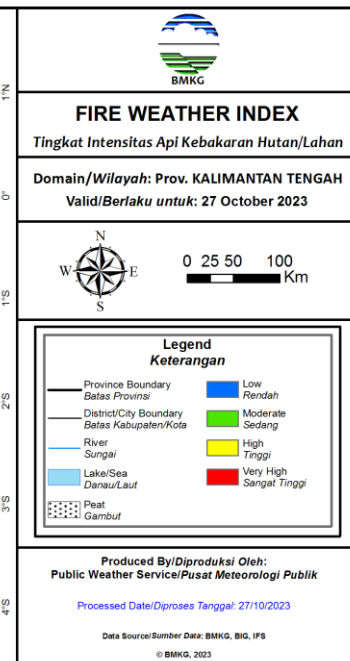 BMKG
FIRE WEATHER INDEX
Tingkat Intensitas Api Kebakaran Hutan/Lahan
Domain/Wilayah: Prov. KALIMANTAN TENGAH
Valid/Berlaku untuk: 27 October 2023
N
W E
S
0 25 50 100
Km
Legend
Keterangan
Province Boundary
Batas Provinsi
District/City Boundary
Batas Kabupaten/Kota
River
Sungai
Lake/Sea
Danau/Laut
Peat
Gambut
Low
Rendah
Moderate
Sedang
High
Tinggi
Very High
Sangat Tinggi
Produced By/Diproduksi Oleh:
Public Weather Service/Pusat Meteorologi Publik
Processed Date/Diproses Tanggal: 27/10/2023
Data Source/Sumber Data: BMKG, BIG, IFS
© BMKG, 2023
1°N
0°
1°S
2°S
3°S
4°S